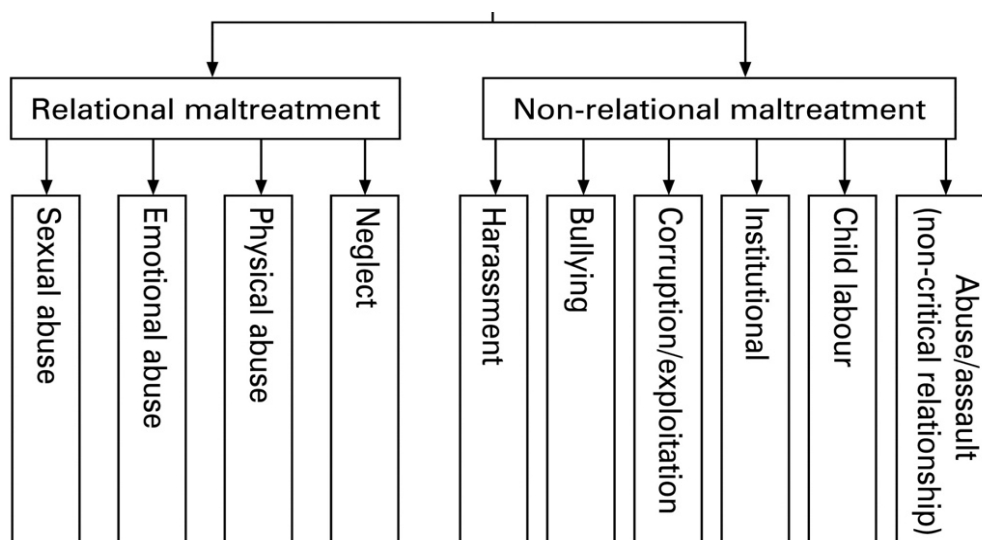 Relational maltreatment
Non-relational maltreatment
Sexual abuse
Emotional abuse
Physical abuse
Neglect
Harassment
Bullying
Corruption/exploitation
Institutional
Child labour
Abuse/assault
(non-critical relationship)